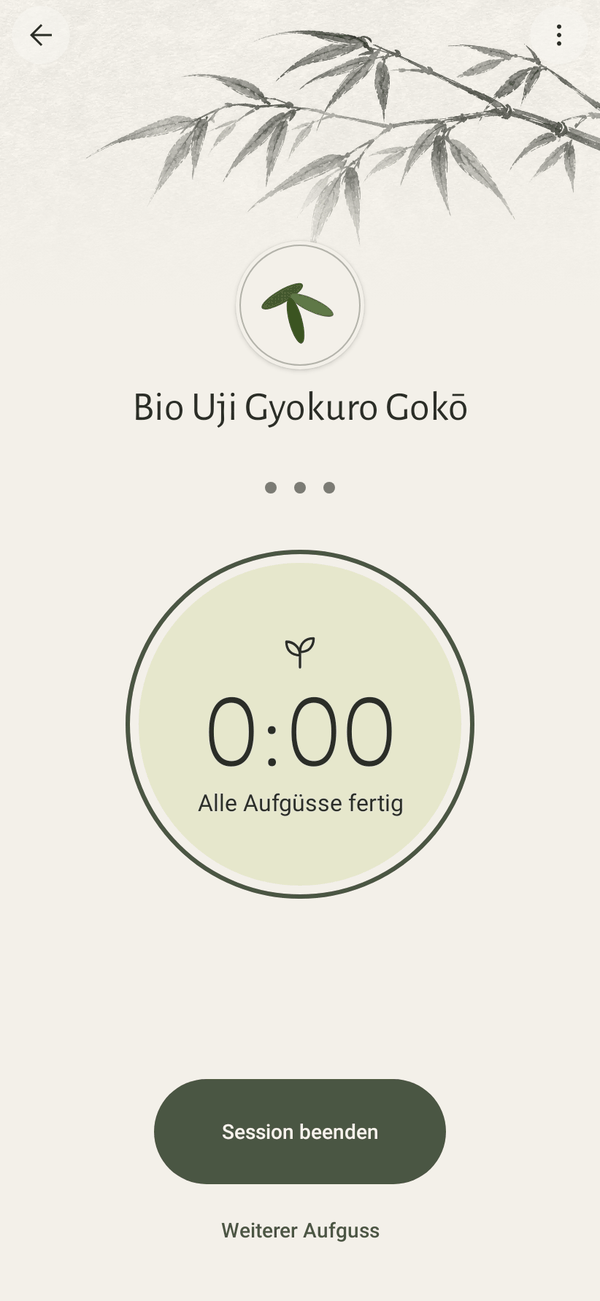 Bio Uji Gyokuro Gokō
0:00
Alle Aufgüsse fertig
Session beenden
Weiterer Aufguss